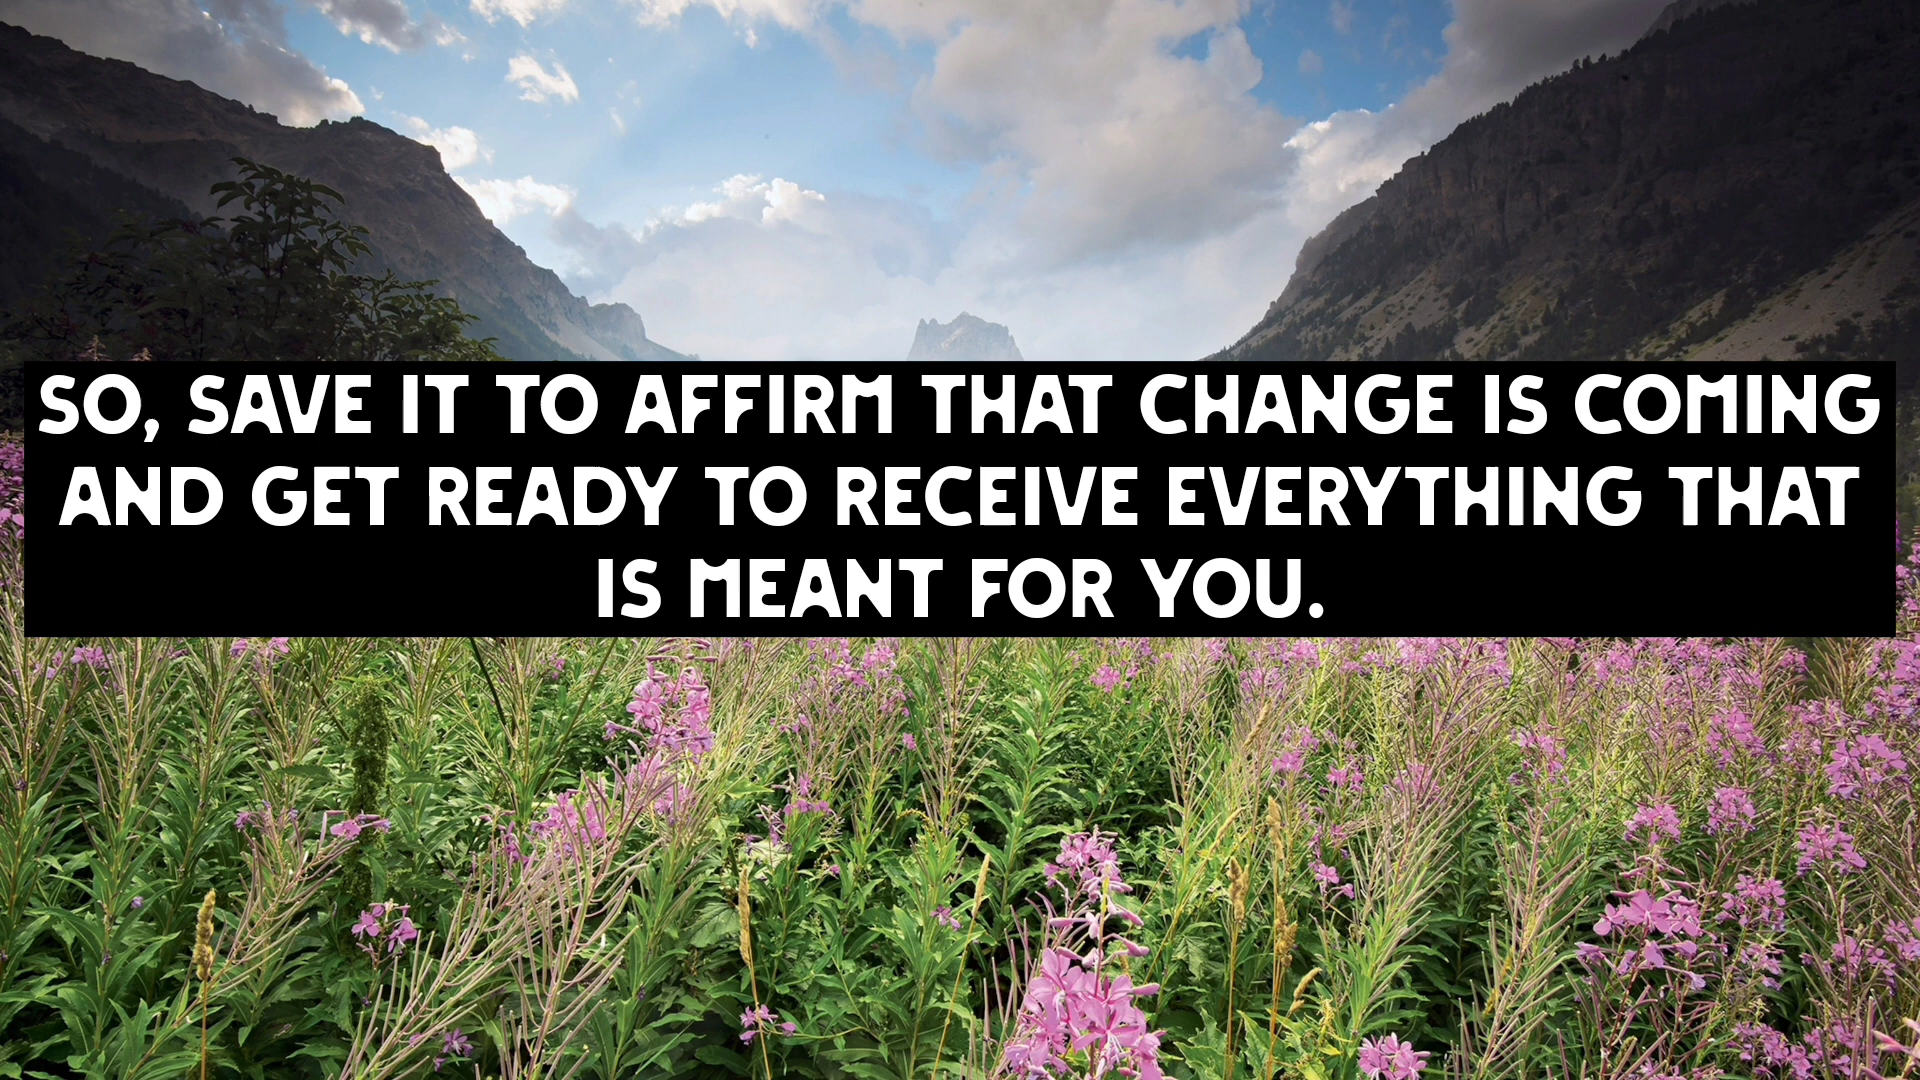 SO, SAVE IT TO AFFIRM THAT CHANGE IS COMING
AND GET READY TO RECEIVE EVERYTHING THAT
IS MEANT FOR YOU.